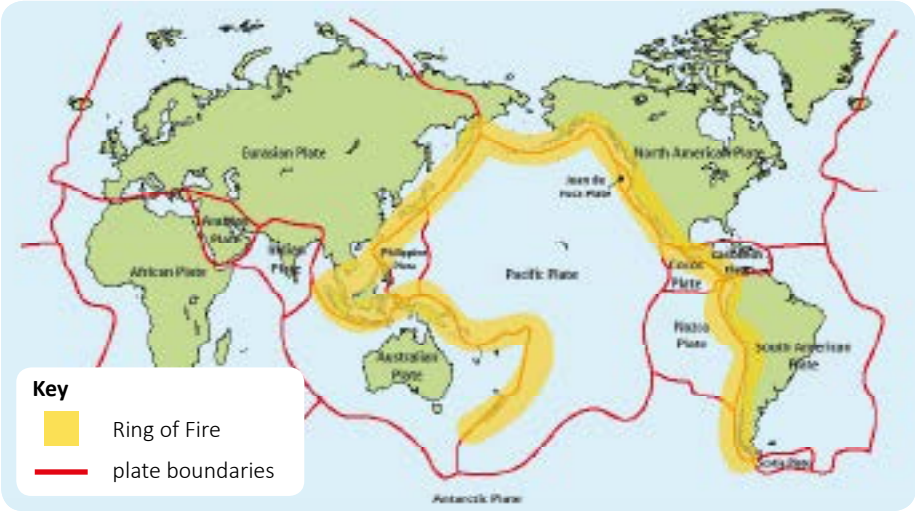 Eurasian Plate
North American Plate
Juan de
Fuca Plate
Arabian
Plate
Indian
Plate
Philippine
Plate
African Plate
Pacific Plate
Cocos
Plate
Caribbean
Plate
Nazca
Plate
South American
Plate
Australian
Plate
Scotia Plate
Antarctic Plate
Key
Ring of Fire
plate boundaries